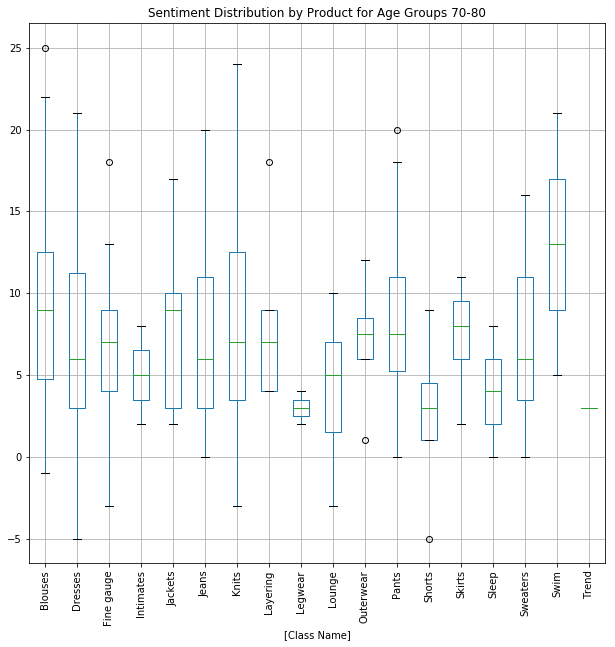 Sentiment Distribution by Product for Age Groups 70-80
25
20
15
10
5
0
−5
Blouses
Dresses
Fine gauge
Intimates
Jackets
Jeans
Knits
Layering
Legwear
Lounge
Outerwear
Pants
Shorts
Skirts
Sleep
Sweaters
Swim
Trend
[Class Name]